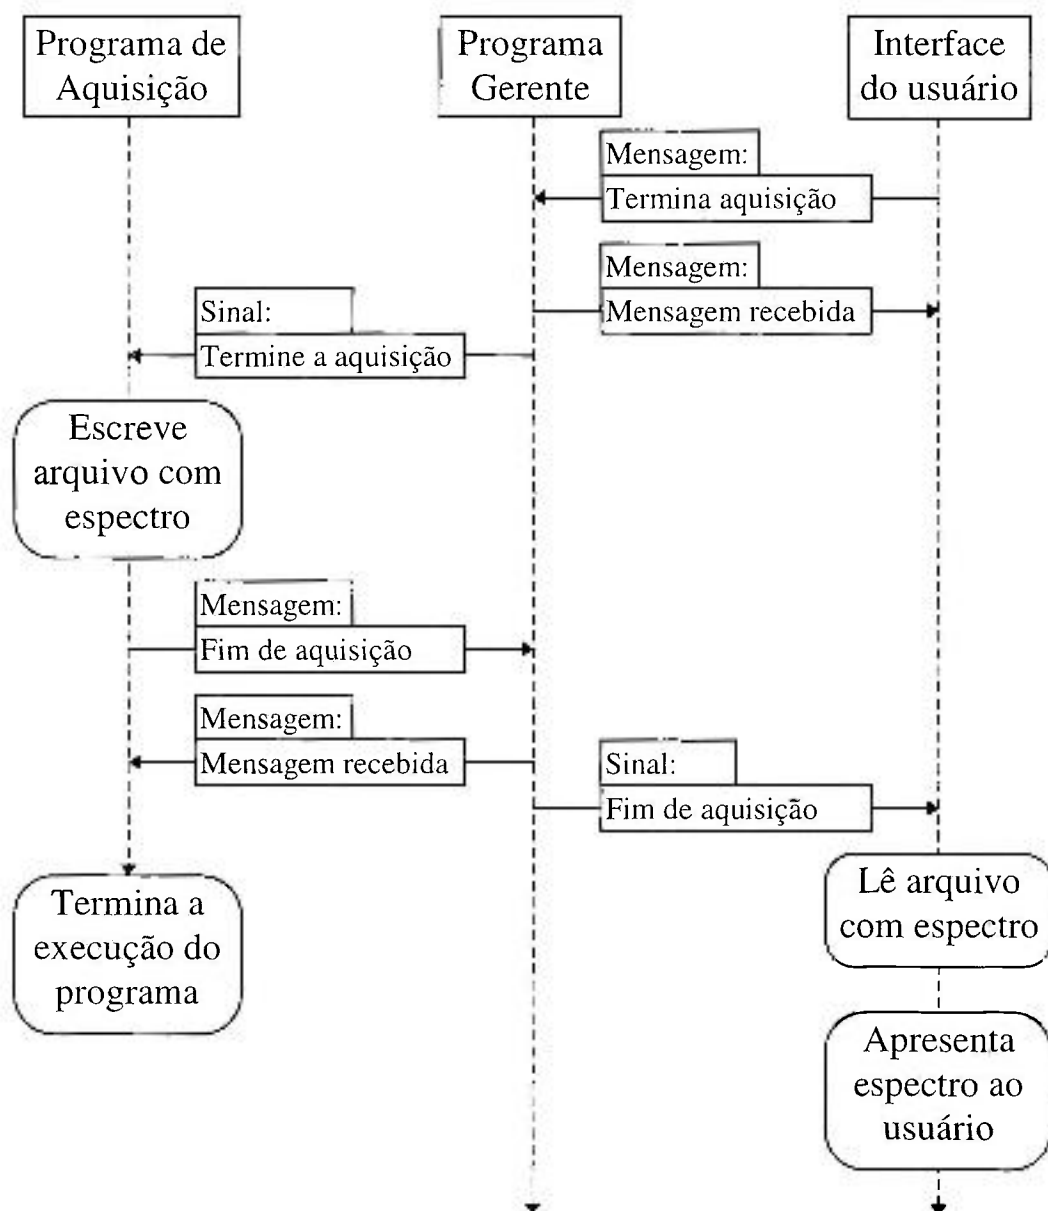 Programa de
Aquisição
Programa
Gerente
Interface
do usuário
Mensagem:
Termina aquisição
Mensagem:
Mensagem recebida
Sinal:
Termine a aquisição
Escreve
arquivo com
espectro
Mensagem:
Fim de aquisição
Mensagem:
Mensagem recebida
Sinal:
Fim de aquisição
Termina a
execução do
programa
Lê arquivo
com espectro
Apresenta
espectro ao
usuário